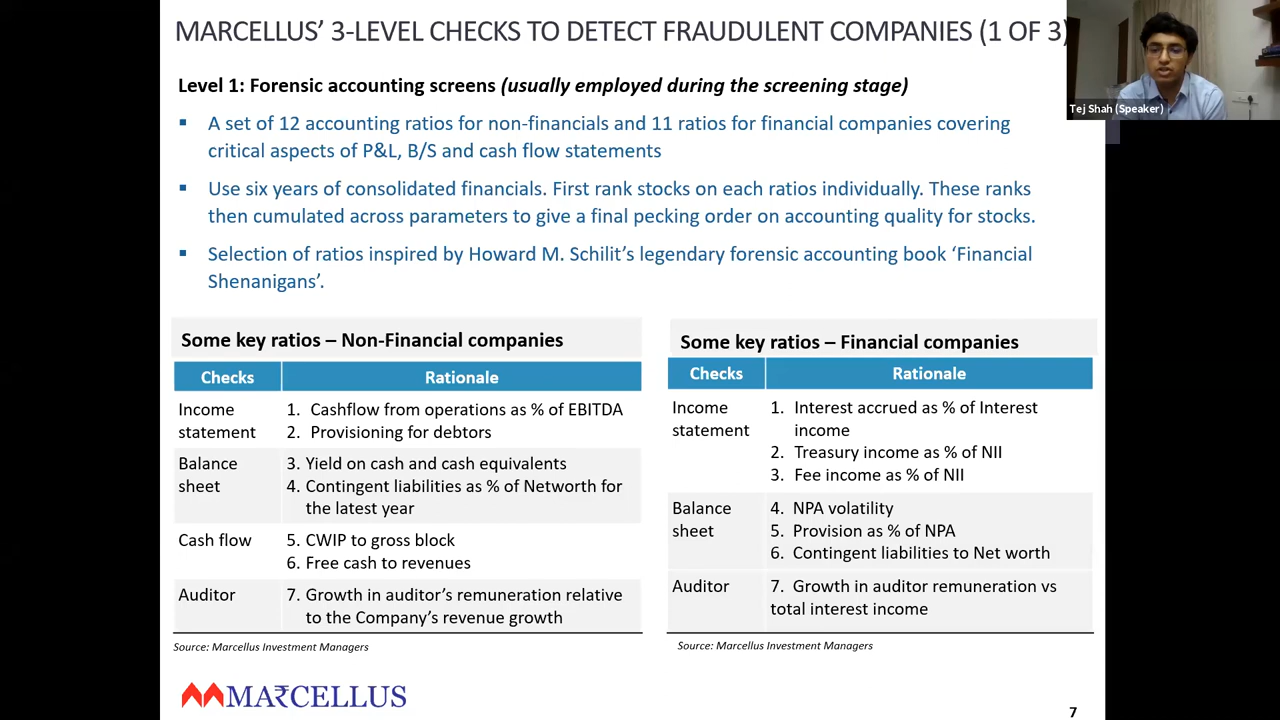 MARCELLUS' 3-LEVEL CHECKS TO DETECT FRAUDULENT COMPANIES (1 OF 3)
Tej Shah (Speaker)
Level 1: Forensic accounting screens (usually employed during the screening stage)
▪ A set of 12 accounting ratios for non-financials and 11 ratios for financial companies covering
critical aspects of P&L, B/S and cash flow statements
▪ Use six years of consolidated financials. First rank stocks on each ratios individually. These ranks
then cumulated across parameters to give a final pecking order on accounting quality for stocks.
▪ Selection of ratios inspired by Howard M. Schilit's legendary forensic accounting book ‘Financial
Shenanigans’.
Some key ratios – Non-Financial companies
Checks Rationale
Income
statement
1. Cashflow from operations as % of EBITDA
2. Provisioning for debtors
Balance
sheet
3. Yield on cash and cash equivalents
4. Contingent liabilities as % of Networth for
the latest year
Cash flow
5. CWIP to gross block
6. Free cash to revenues
Auditor
7. Growth in auditor's remuneration relative
to the Company's revenue growth
Source: Marcellus Investment Managers
Some key ratios – Financial companies
Checks Rationale
Income
statement
1. Interest accrued as % of Interest
income
2. Treasury income as % of NII
3. Fee income as % of NII
Balance
sheet
4. NPA volatility
5. Provision as % of NPA
6. Contingent liabilities to Net worth
Auditor
7. Growth in auditor remuneration vs
total interest income
Source: Marcellus Investment Managers
MA₹CELLUS
7